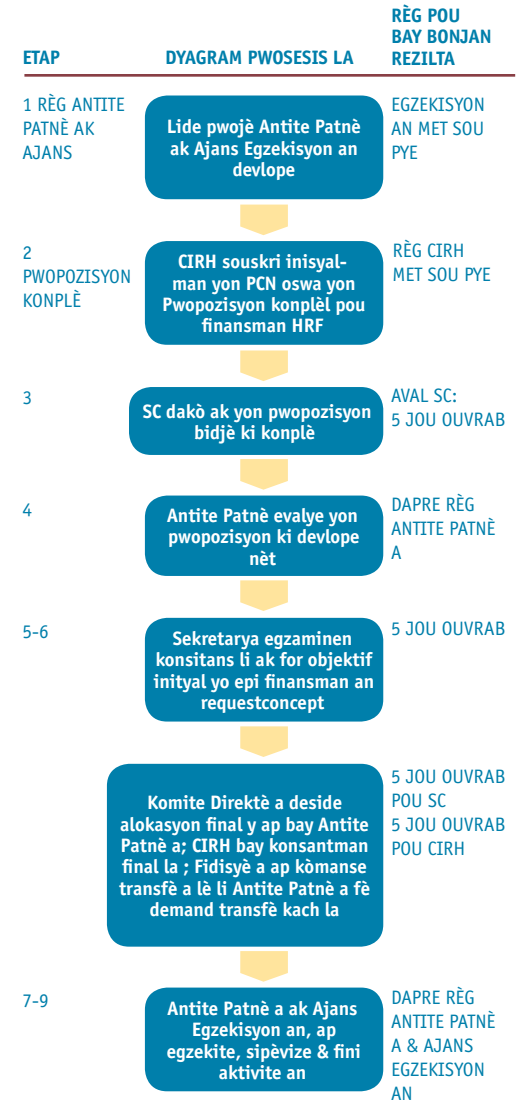 ETAP
DYAGRAM PWOSESIS LA
RÈG POU
BAY BONJAN
REZILTA
1 RÈG ANTITE
PATNÈ AK
AJANS
Lide pwojè Antite Patnè
ak Ajans Egzekisyon an
devlope
EGZEKISYON
AN MET SOU
PYE
2
PWOPOZISYON
KONPLÈ
CIRH souskri inisyal-
man yon PCN oswa yon
Pwopozisyon konplèl pou
finansman HRF
RÈG CIRH
MET SOU PYE
3
SC dakò ak yon pwopozisyon
bidjè ki konplè
AVAL SC:
5 JOU OUVRAB
4
Antite Patnè evalye yon
pwopozisyon ki devlope
nèt
DAPRE RÈG
ANTITE PATNÈ
A
5-6
Sekretarya egzaminen
konsitans li ak for objektif
inityal yo epi finansman an
requestconcept
5 JOU OUVRAB
Komite Direktè a deside
alokasyon final y ap bay Antite
Patnè a; CIRH bay konsantman
final la ; Fidisyè a ap kòmanse
transfè a lè li Antite Patnè a fè
demand transfè kach la
5 JOU OUVRAB
POU SC
5 JOU OUVRAB
POU CIRH
7-9
Antite Patnè a ak Ajans
Egzekisyon an, ap
egzekite, sipèvize & fini
aktivite an
DAPRE RÈG
ANTITE PATNÈ
A & AJANS
EGZEKISYON
AN